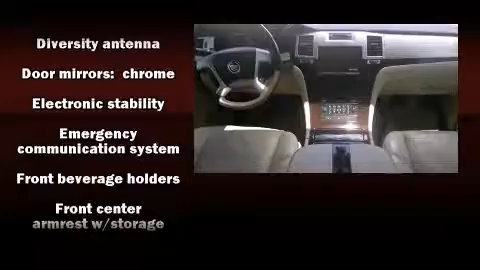 Diversity antenna
Door mirrors: chrome
Electronic stability
Emergency
communication system
Front beverage holders
Front center
armrest w/storage